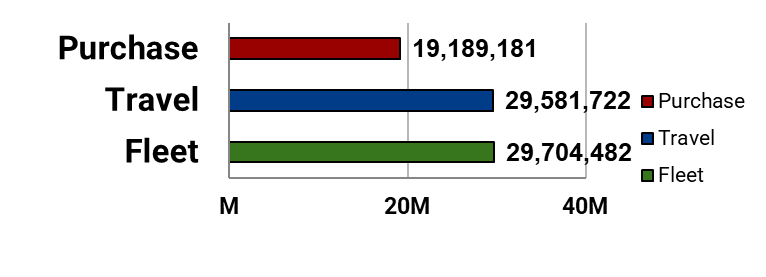 Purchase 19,189,181
Travel 29,581,722
Fleet 29,704,482
M 20M 40M
Purchase
Travel
Fleet